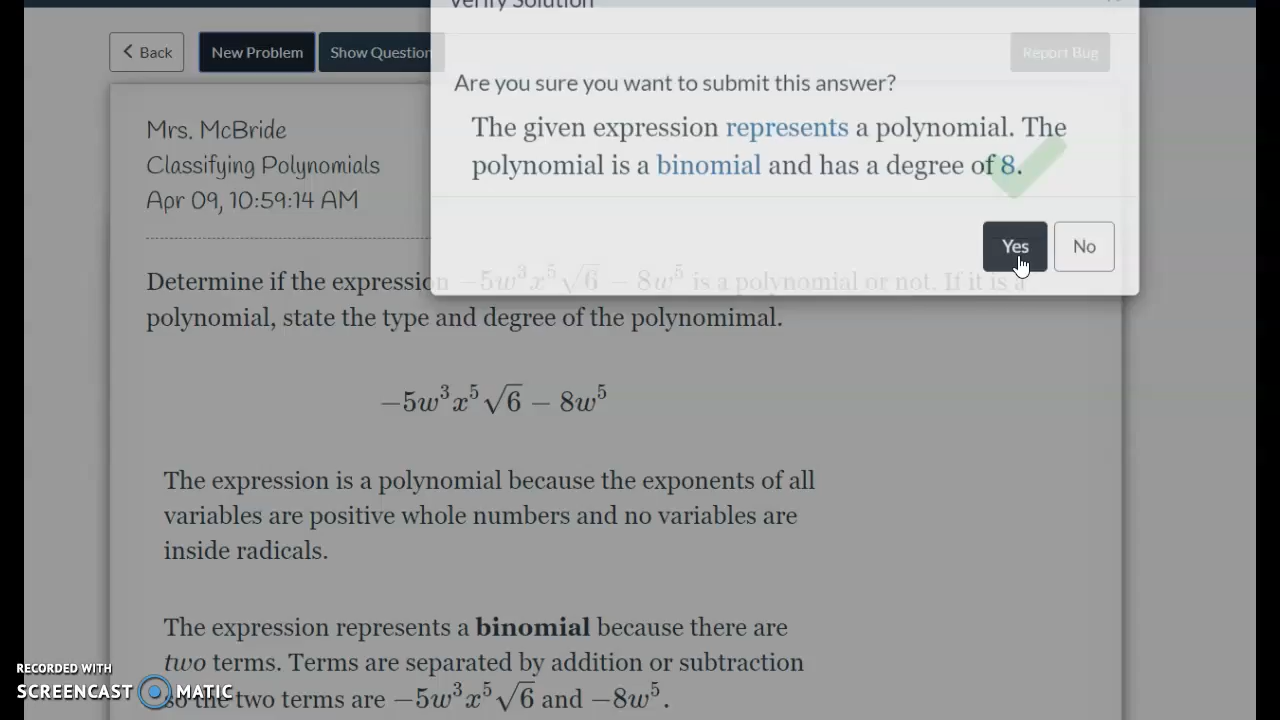 Verify Solution
Back
New Problem
Show Question
Report Bug
Are you sure you want to submit this answer?
The given expression represents a polynomial. The
polynomial is a binomial and has a degree of 8.
Yes
No
Mrs. McBride
Classifying Polynomials
Apr 09, 10:59:14 AM
Determine if the expression −5w³x⁵√6 − 8w⁵ is a polynomial or not. If it is a
polynomial, state the type and degree of the polynomimal.
−5w³x⁵√6 − 8w⁵
The expression is a polynomial because the exponents of all
variables are positive whole numbers and no variables are
inside radicals.
The expression represents a binomial because there are
two terms. Terms are separated by addition or subtraction
so the two terms are −5w³x⁵√6 and −8w⁵.
RECORDED WITH
SCREENCAST MATIC